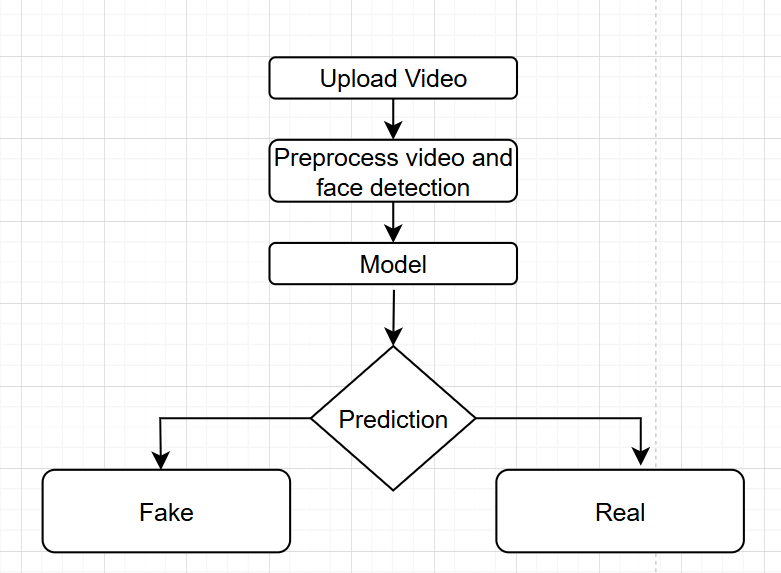 Upload Video
Preprocess video and
face detection
Model
Prediction
Fake
Real